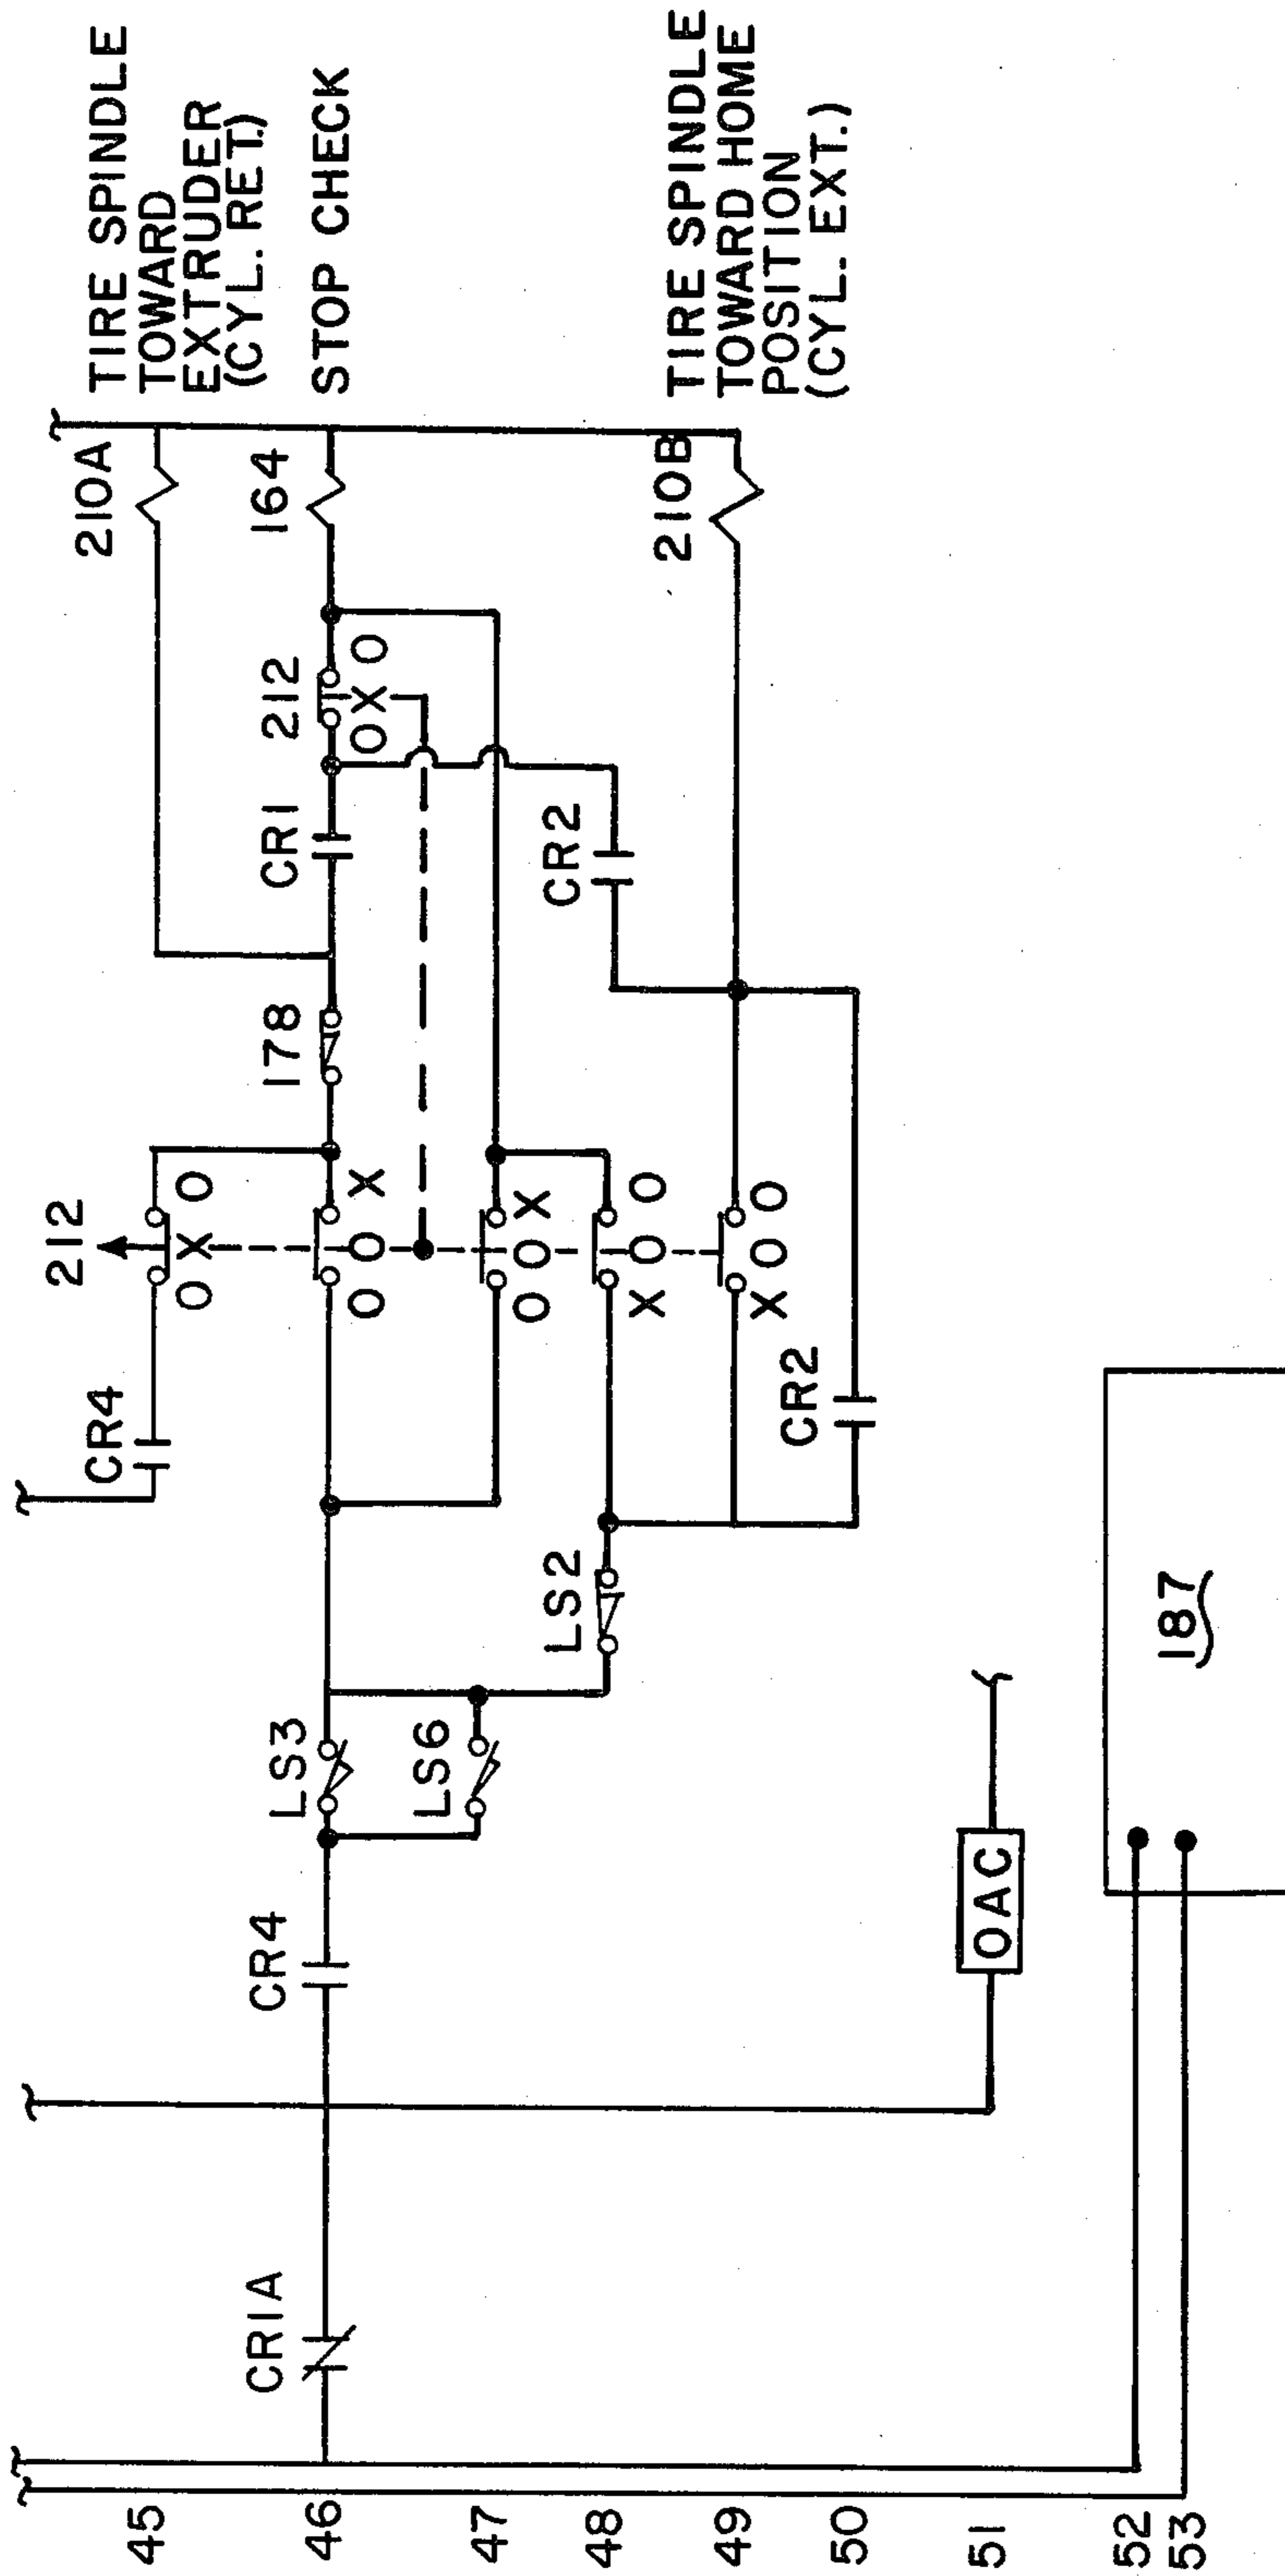 45
46
47
48
49
50
51
52
53
CR1A
CR4
LS3
LS6
LS2
OAC
187
CR4
212
O X O
O O X
O O X
X O O
X O O
CR2
178
CR1
212
O X O
CR2
210A
164
210B
TIRE SPINDLE
TOWARD
EXTRUDER
(CYL. RET.)
STOP CHECK
TIRE SPINDLE
TOWARD HOME
POSITION
(CYL. EXT.)